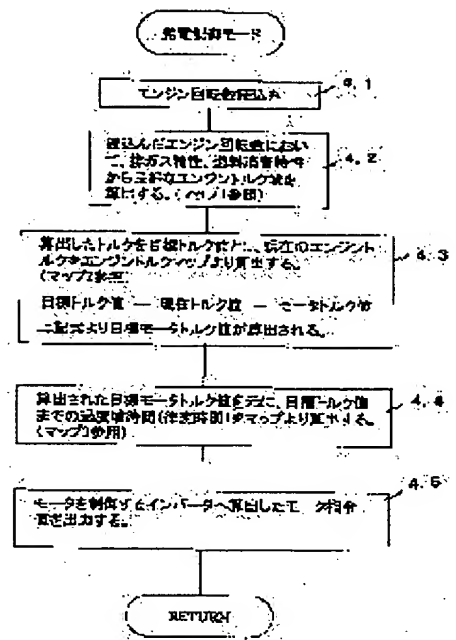 発電制御モード
エンジン回転数読込み
4.1
読込んだエンジン回転数におい
て、排ガス特性、燃料消費特性
から良好なエンジントルク域を
算出する。(マップ1参照)
4.2
算出したトルクを目標トルク値とし、現在のエンジント
ルクをエンジントルクマップより算出する。
(マップ2参照)
目標トルク値 — 現在トルク値 — モータトルク値
上記式より目標モータトルク値が算出される。
4.3
算出された目標モータトルク値を元に、目標トルク値
までの過度域時間 をマップより算出する。
(マップ3参用)
4.4
モータを制御するインバータへ算出したモータ指令
値を出力する。
4.5
RETURN